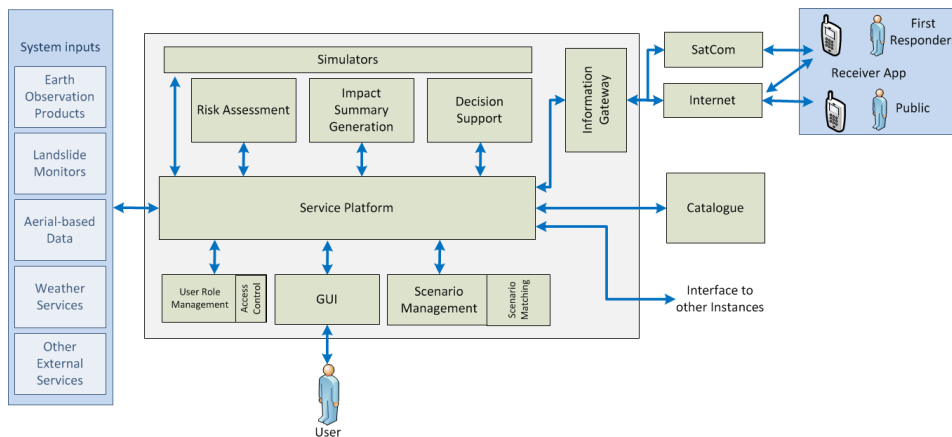 System inputs
Earth
Observation
Products
Landslide
Monitors
Aerial-based
Data
Weather
Services
Other
External
Services
Simulators
Risk Assessment
Impact
Summary
Generation
Decision
Support
Information
Gateway
Service Platform
User Role
Management
Access
Control
GUI
Scenario
Management
Scenario
Matching
User
SatCom
Internet
First
Responder
Receiver App
Public
Catalogue
Interface to
other Instances